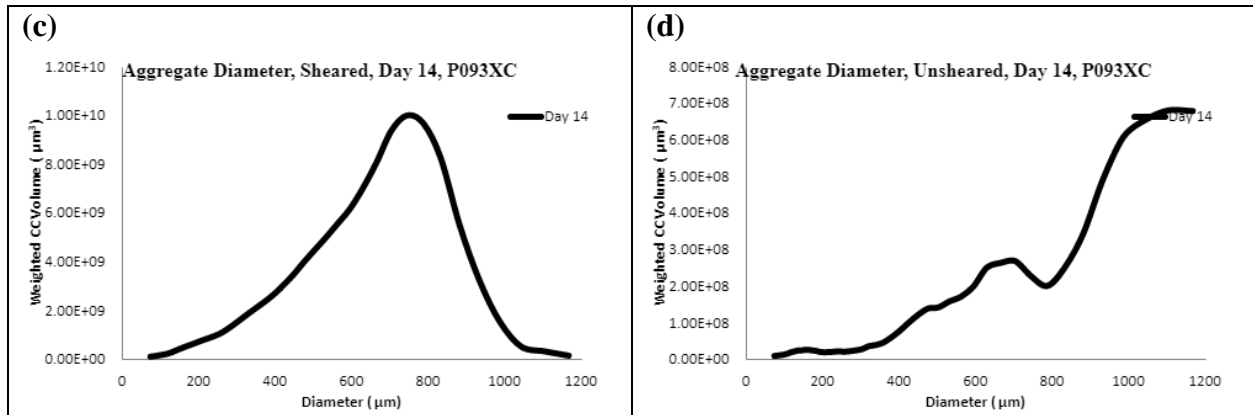 (c)
Aggregate Diameter, Sheared, Day 14, P093XC
Weighted CCVolume ( µm³)
1.20E+10
1.00E+10
8.00E+09
6.00E+09
4.00E+09
2.00E+09
0.00E+00
Day 14
0 200 400 600 800 1000 1200
Diameter ( µm)
(d)
Aggregate Diameter, Unsheared, Day 14, P093XC
Weighted CCVolume ( µm³)
8.00E+08
7.00E+08
6.00E+08
5.00E+08
4.00E+08
3.00E+08
2.00E+08
1.00E+08
0.00E+00
Day 14
0 200 400 600 800 1000 1200
Diameter ( µm)